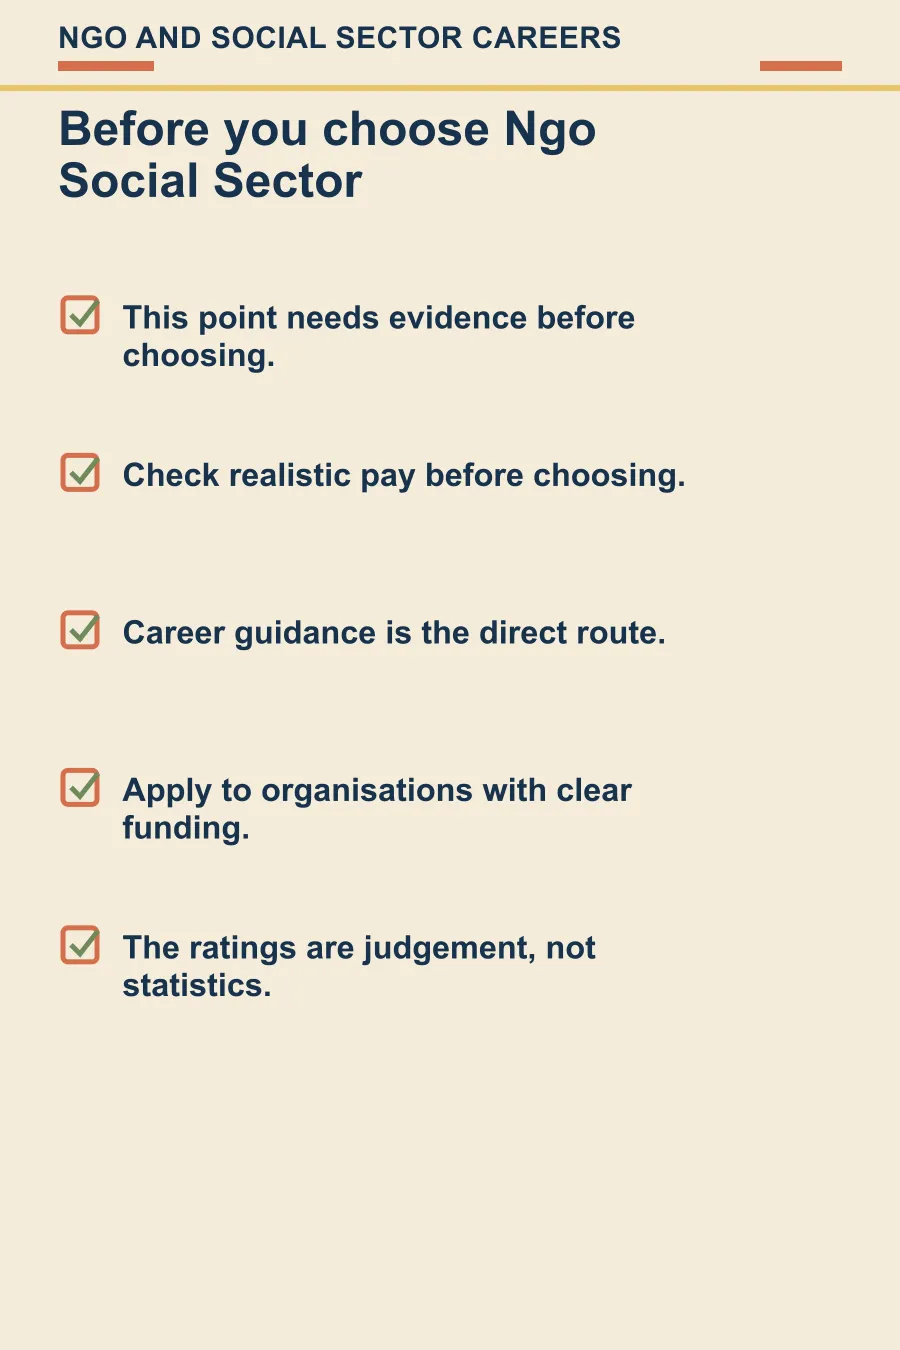 NGO AND SOCIAL SECTOR CAREERS
Before you choose Ngo
Social Sector
This point needs evidence before
choosing.
Check realistic pay before choosing.
Career guidance is the direct route.
Apply to organisations with clear
funding.
The ratings are judgement, not
statistics.